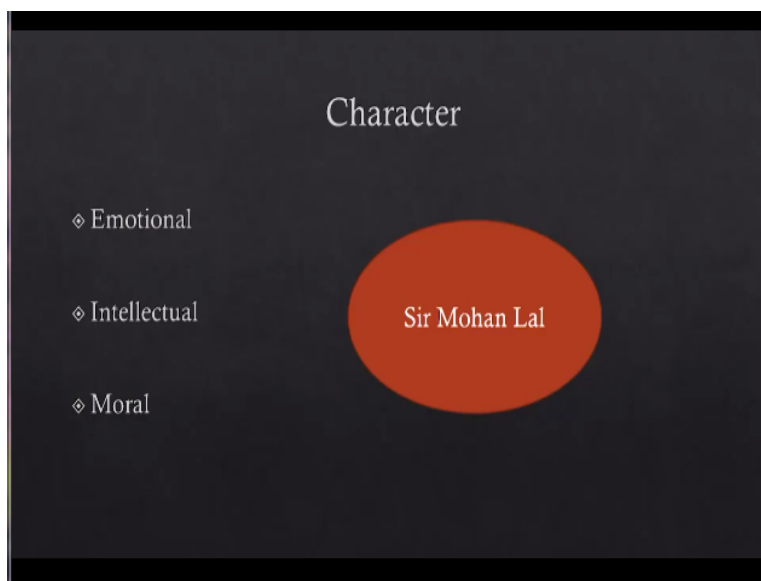 Character
Emotional
Intellectual
Sir Mohan Lal
Moral